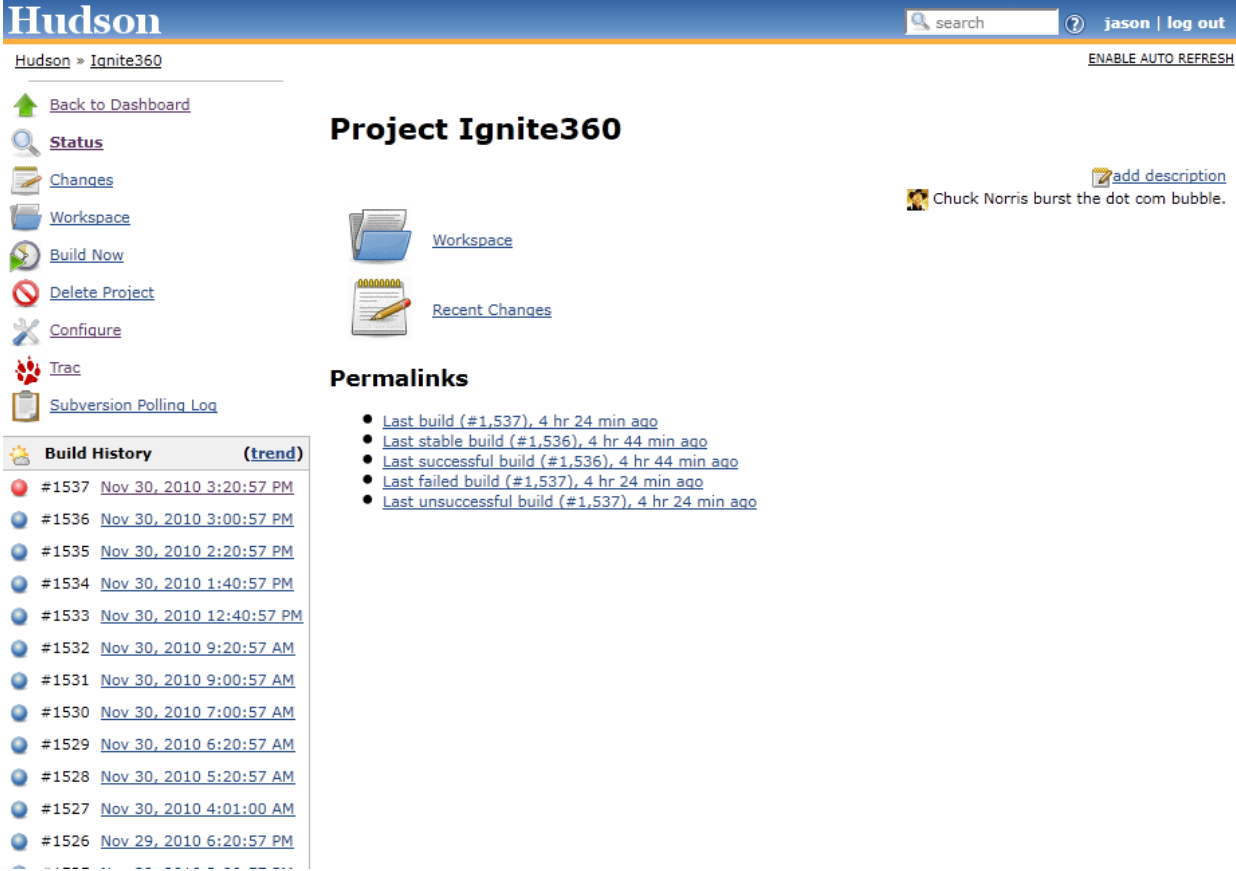 Hudson
search
jason | log out
Hudson » Ignite360
ENABLE AUTO REFRESH
Back to Dashboard
Status
Changes
Workspace
Build Now
Delete Project
Configure
Trac
Subversion Polling Log
Build History (trend)
#1537 Nov 30, 2010 3:20:57 PM
#1536 Nov 30, 2010 3:00:57 PM
#1535 Nov 30, 2010 2:20:57 PM
#1534 Nov 30, 2010 1:40:57 PM
#1533 Nov 30, 2010 12:40:57 PM
#1532 Nov 30, 2010 9:20:57 AM
#1531 Nov 30, 2010 9:00:57 AM
#1530 Nov 30, 2010 7:00:57 AM
#1529 Nov 30, 2010 6:20:57 AM
#1528 Nov 30, 2010 5:20:57 AM
#1527 Nov 30, 2010 4:01:00 AM
#1526 Nov 29, 2010 6:20:57 PM
Project Ignite360
add description
Chuck Norris burst the dot com bubble.
Workspace
Recent Changes
Permalinks
Last build (#1,537), 4 hr 24 min ago
Last stable build (#1,536), 4 hr 44 min ago
Last successful build (#1,536), 4 hr 44 min ago
Last failed build (#1,537), 4 hr 24 min ago
Last unsuccessful build (#1,537), 4 hr 24 min ago